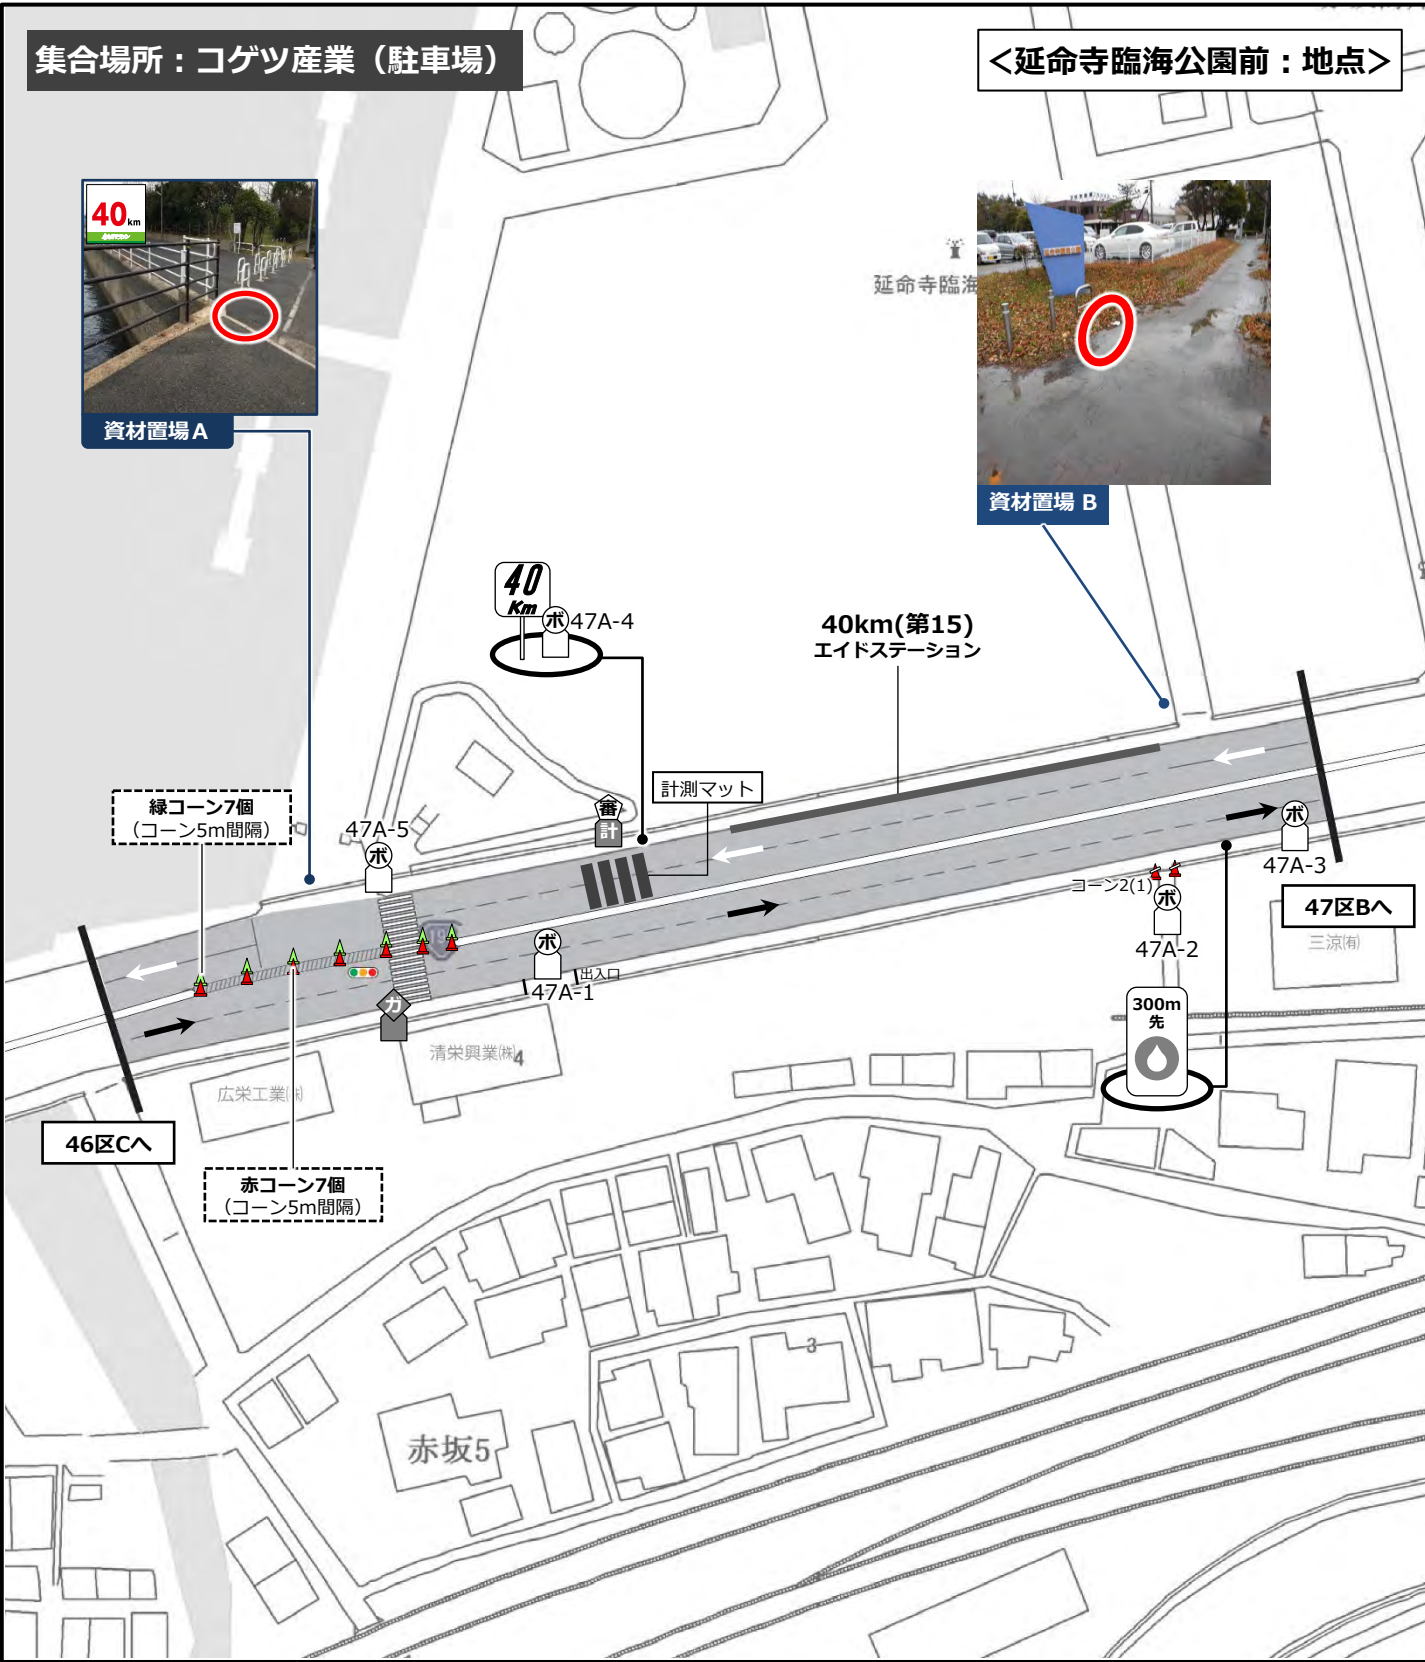 集合場所：コゲツ産業（駐車場）
＜延命寺臨海公園前：地点＞
40km
資材置場A
延命寺臨海
資材置場 B
40
Km
ボ 47A-4
40km(第15)
エイドステーション
計測マット
緑コーン7個
（コーン5m間隔）
47A-5
ボ
審
計
ボ
47A-3
コーン2(1)
ボ
47A-2
47区Bへ
三涼㈲
ボ
47A-1
出入口
ガ
300m
先
清栄興業㈱
4
広栄工業㈱
46区Cへ
赤コーン7個
（コーン5m間隔）
3
赤坂5